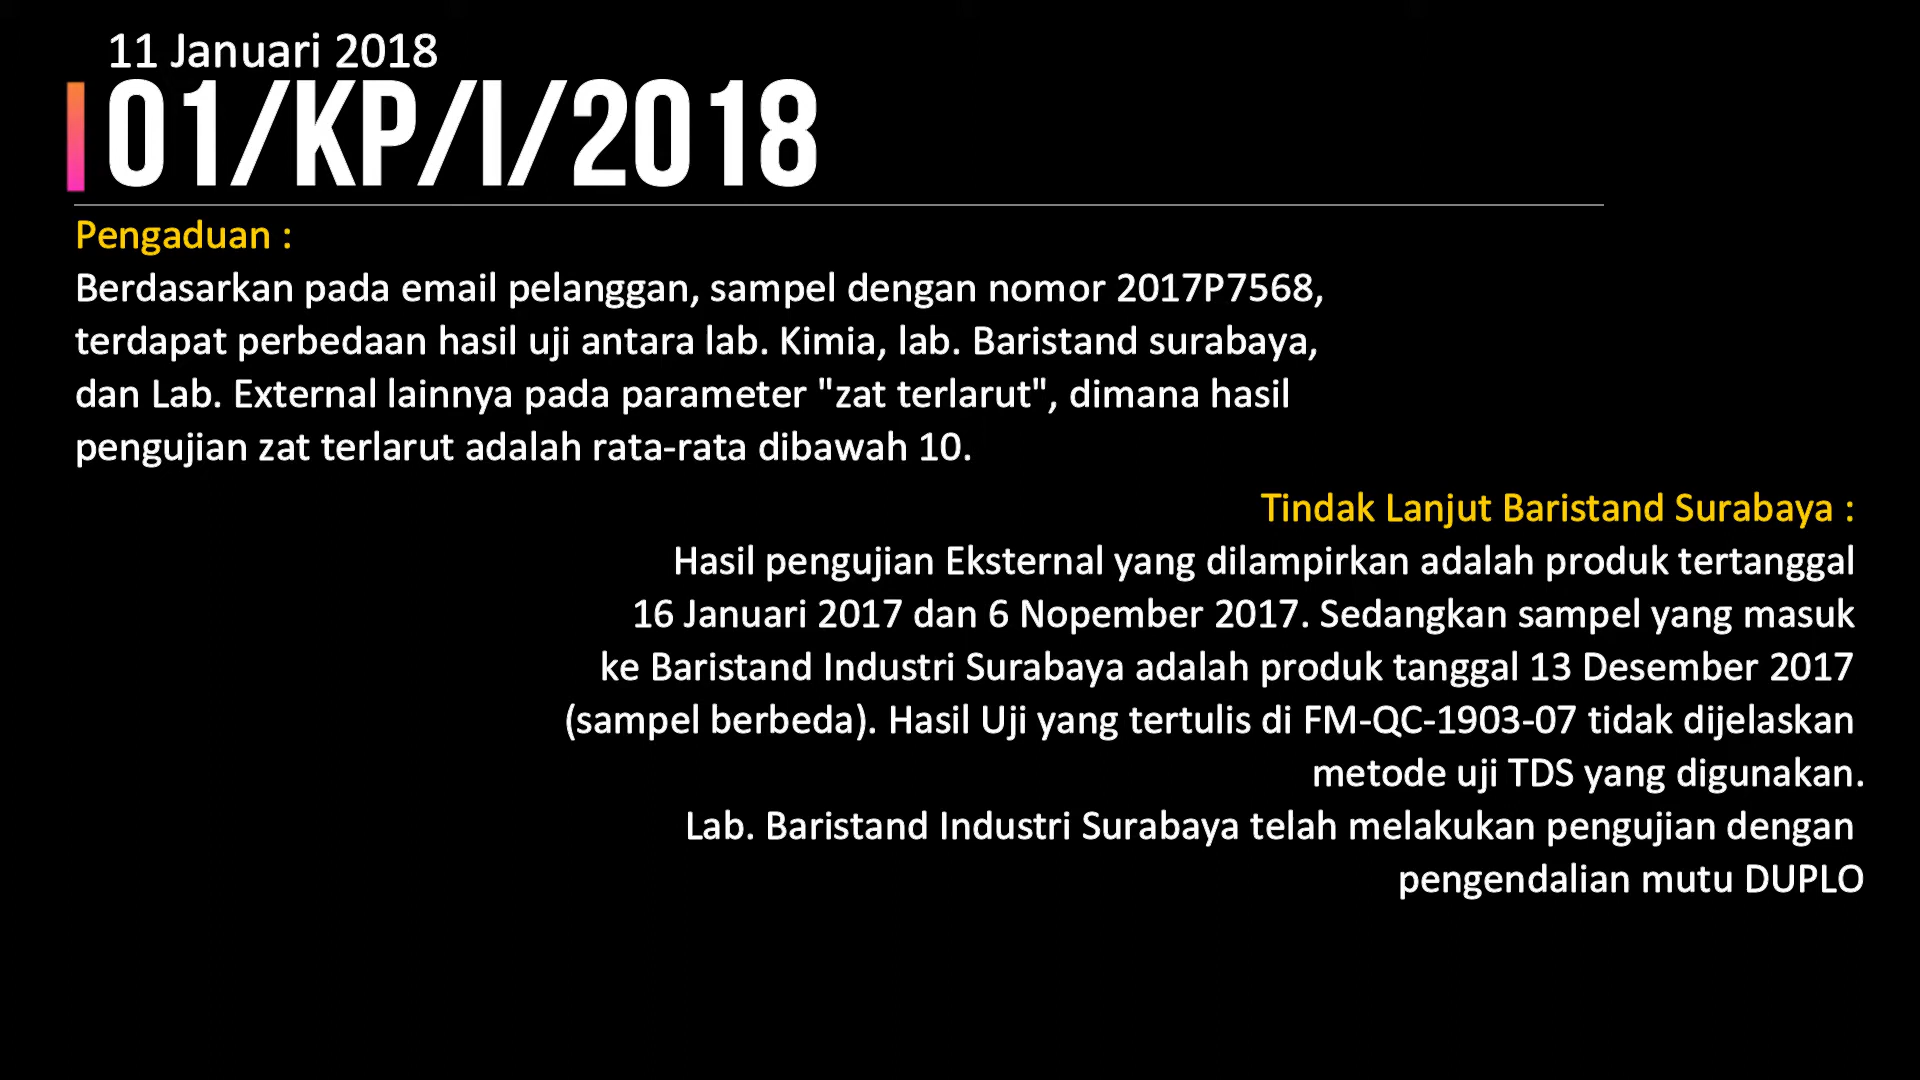 11 Januari 2018
01/KP/I/2018
Pengaduan :
Berdasarkan pada email pelanggan, sampel dengan nomor 2017P7568,
terdapat perbedaan hasil uji antara lab. Kimia, lab. Baristand surabaya,
dan Lab. External lainnya pada parameter "zat terlarut", dimana hasil
pengujian zat terlarut adalah rata-rata dibawah 10.
Tindak Lanjut Baristand Surabaya :
Hasil pengujian Eksternal yang dilampirkan adalah produk tertanggal
16 Januari 2017 dan 6 Nopember 2017. Sedangkan sampel yang masuk
ke Baristand Industri Surabaya adalah produk tanggal 13 Desember 2017
(sampel berbeda). Hasil Uji yang tertulis di FM-QC-1903-07 tidak dijelaskan
metode uji TDS yang digunakan.
Lab. Baristand Industri Surabaya telah melakukan pengujian dengan
pengendalian mutu DUPLO